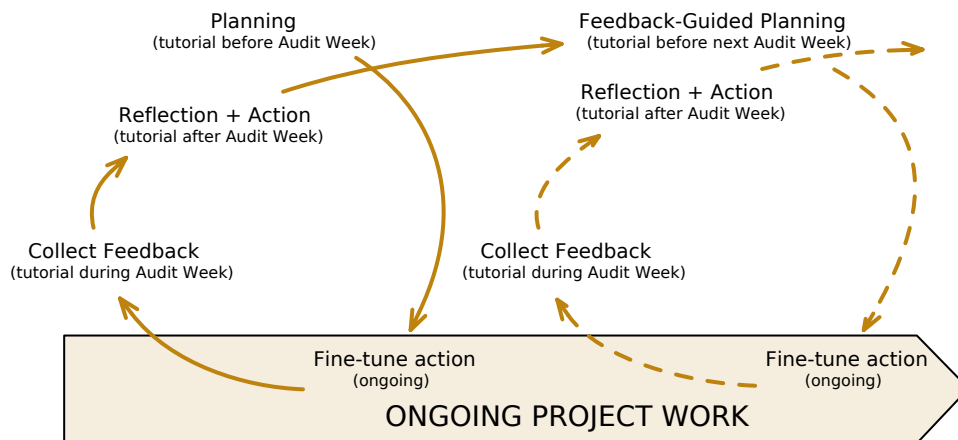 Planning
(tutorial before Audit Week)
Reflection + Action
(tutorial after Audit Week)
Collect Feedback
(tutorial during Audit Week)
Fine-tune action
(ongoing)
Feedback-Guided Planning
(tutorial before next Audit Week)
Reflection + Action
(tutorial after Audit Week)
Collect Feedback
(tutorial during Audit Week)
Fine-tune action
(ongoing)
ONGOING PROJECT WORK